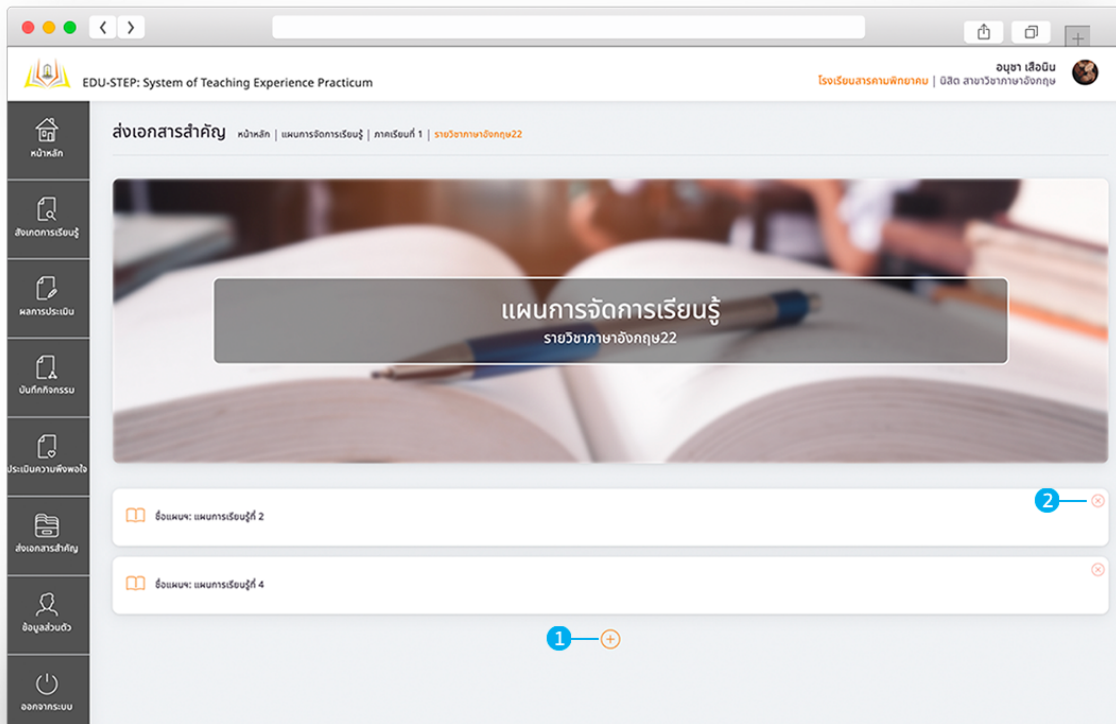 EDU-STEP: System of Teaching Experience Practicum
อนุชา เสือนิน
โรงเรียนสารคามพิทยาคม | นิสิต สาขาวิชาภาษาอังกฤษ
ส่งเอกสารสำคัญ หน้าหลัก | แผนการจัดการเรียนรู้ | ภาคเรียนที่ 1 | รายวิชาภาษาอังกฤษ22
หน้าหลัก
สังเกตการเรียนรู้
ผลการประเมิน
บันทึกกิจกรรม
ประเมินความพึงพอใจ
ส่งเอกสารสำคัญ
ข้อมูลส่วนตัว
ออกจากระบบ
แผนการจัดการเรียนรู้
รายวิชาภาษาอังกฤษ22
2
ชื่อแผนฯ: แผนการเรียนรู้ที่ 2
ชื่อแผนฯ: แผนการเรียนรู้ที่ 4
1